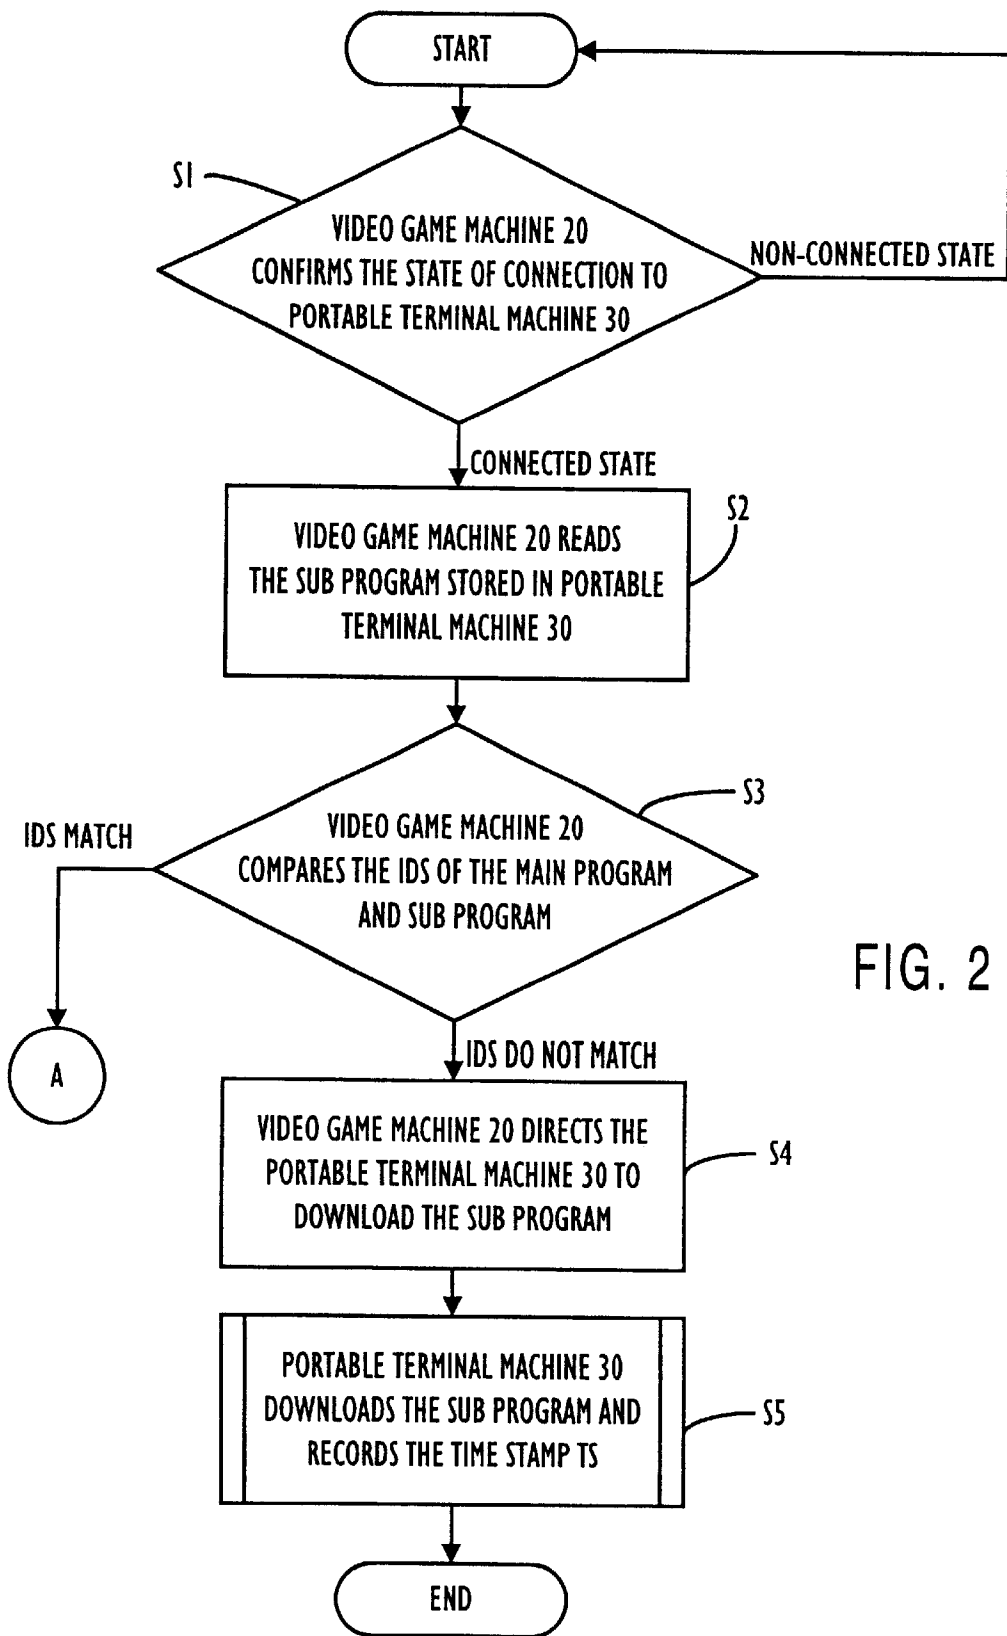 START
S1
VIDEO GAME MACHINE 20
CONFIRMS THE STATE OF CONNECTION TO
PORTABLE TERMINAL MACHINE 30
NON-CONNECTED STATE
CONNECTED STATE
S2
VIDEO GAME MACHINE 20 READS
THE SUB PROGRAM STORED IN PORTABLE
TERMINAL MACHINE 30
S3
IDS MATCH
VIDEO GAME MACHINE 20
COMPARES THE IDS OF THE MAIN PROGRAM
AND SUB PROGRAM
FIG. 2
A
IDS DO NOT MATCH
VIDEO GAME MACHINE 20 DIRECTS THE
PORTABLE TERMINAL MACHINE 30 TO
DOWNLOAD THE SUB PROGRAM
S4
PORTABLE TERMINAL MACHINE 30
DOWNLOADS THE SUB PROGRAM AND
RECORDS THE TIME STAMP TS
S5
END